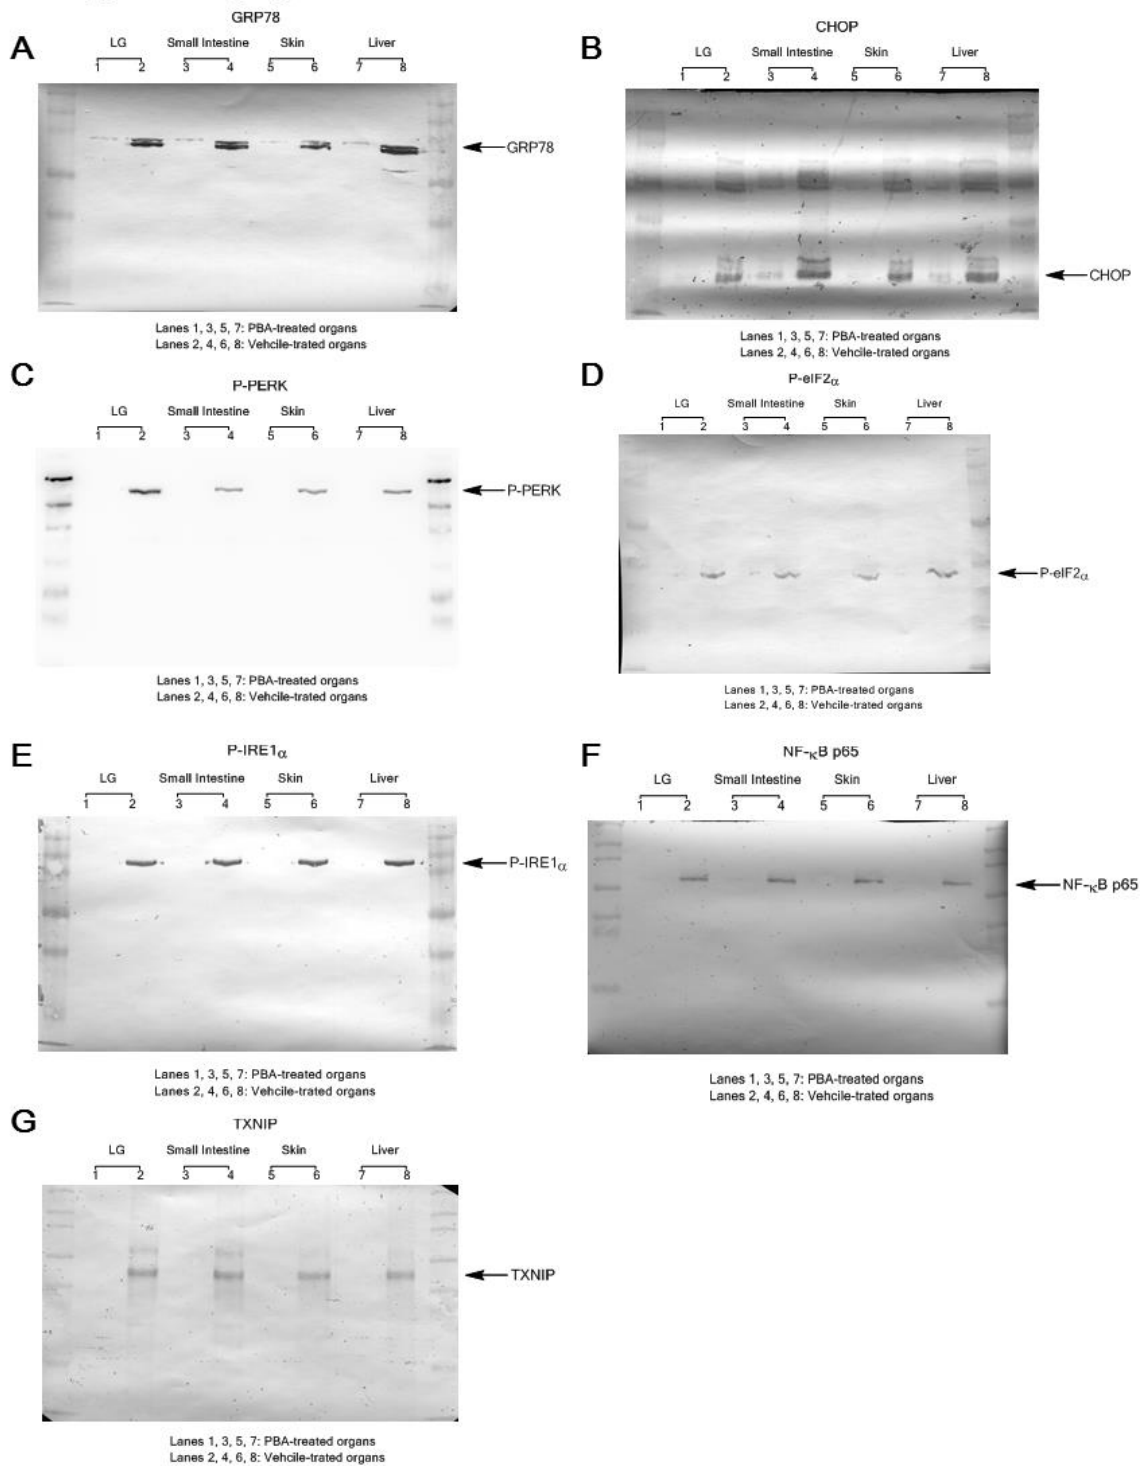 GRP78
A
LG Small Intestine Skin Liver
1 2 3 4 5 6 7 8
GRP78
Lanes 1, 3, 5, 7: PBA-treated organs
Lanes 2, 4, 6, 8: Vehcile-trated organs
CHOP
B
LG Small Intestine Skin Liver
1 2 3 4 5 6 7 8
CHOP
Lanes 1, 3, 5, 7: PBA-treated organs
Lanes 2, 4, 6, 8: Vehcile-trated organs
C
P-PERK
LG Small Intestine Skin Liver
1 2 3 4 5 6 7 8
P-PERK
Lanes 1, 3, 5, 7: PBA-treated organs
Lanes 2, 4, 6, 8: Vehcile-trated organs
D
P-eIF2α
LG Small Intestine Skin Liver
1 2 3 4 5 6 7 8
P-eIF2α
Lanes 1, 3, 5, 7: PBA-treated organs
Lanes 2, 4, 6, 8: Vehcile-trated organs
E
P-IRE1α
LG Small Intestine Skin Liver
1 2 3 4 5 6 7 8
P-IRE1α
Lanes 1, 3, 5, 7: PBA-treated organs
Lanes 2, 4, 6, 8: Vehcile-trated organs
F
NF-κB p65
LG Small Intestine Skin Liver
1 2 3 4 5 6 7 8
NF-κB p65
Lanes 1, 3, 5, 7: PBA-treated organs
Lanes 2, 4, 6, 8: Vehcile-trated organs
G
TXNIP
LG Small Intestine Skin Liver
1 2 3 4 5 6 7 8
TXNIP
Lanes 1, 3, 5, 7: PBA-treated organs
Lanes 2, 4, 6, 8: Vehcile-trated organs